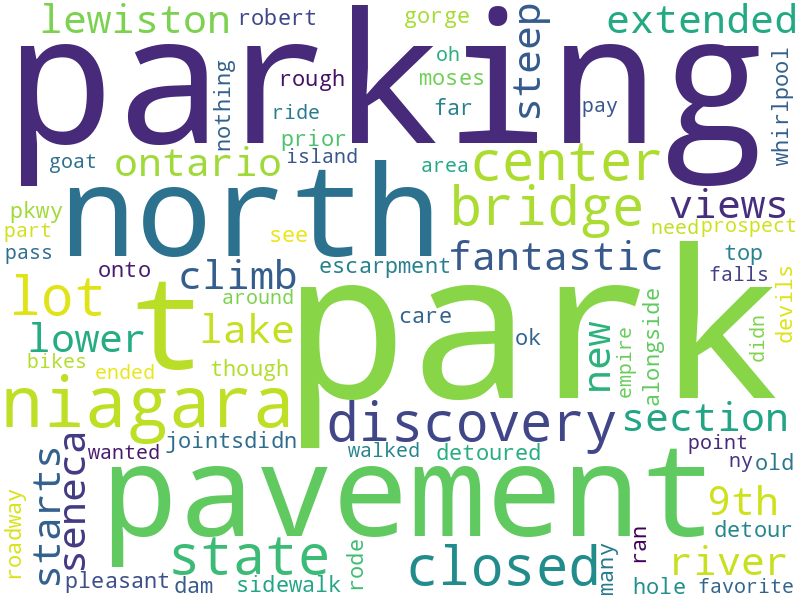 lewiston robert gorge steep extended
parking
nothing rough oh moses whirlpool
ride far pay
prior
goat ontario island area center
north
pkwy bridge views
part see need prospect
pass onto climb escarpment fantastic top
t park
falls devils
lot around care
lower lake ok new empire alongside didn
bikes ended though
niagara discovery section
starts seneca wanted jointsdidn walked detoured point
pavement
ny old
roadway 9th
detour
state closed many ran river
pleasant dam sidewalk rode hole favorite